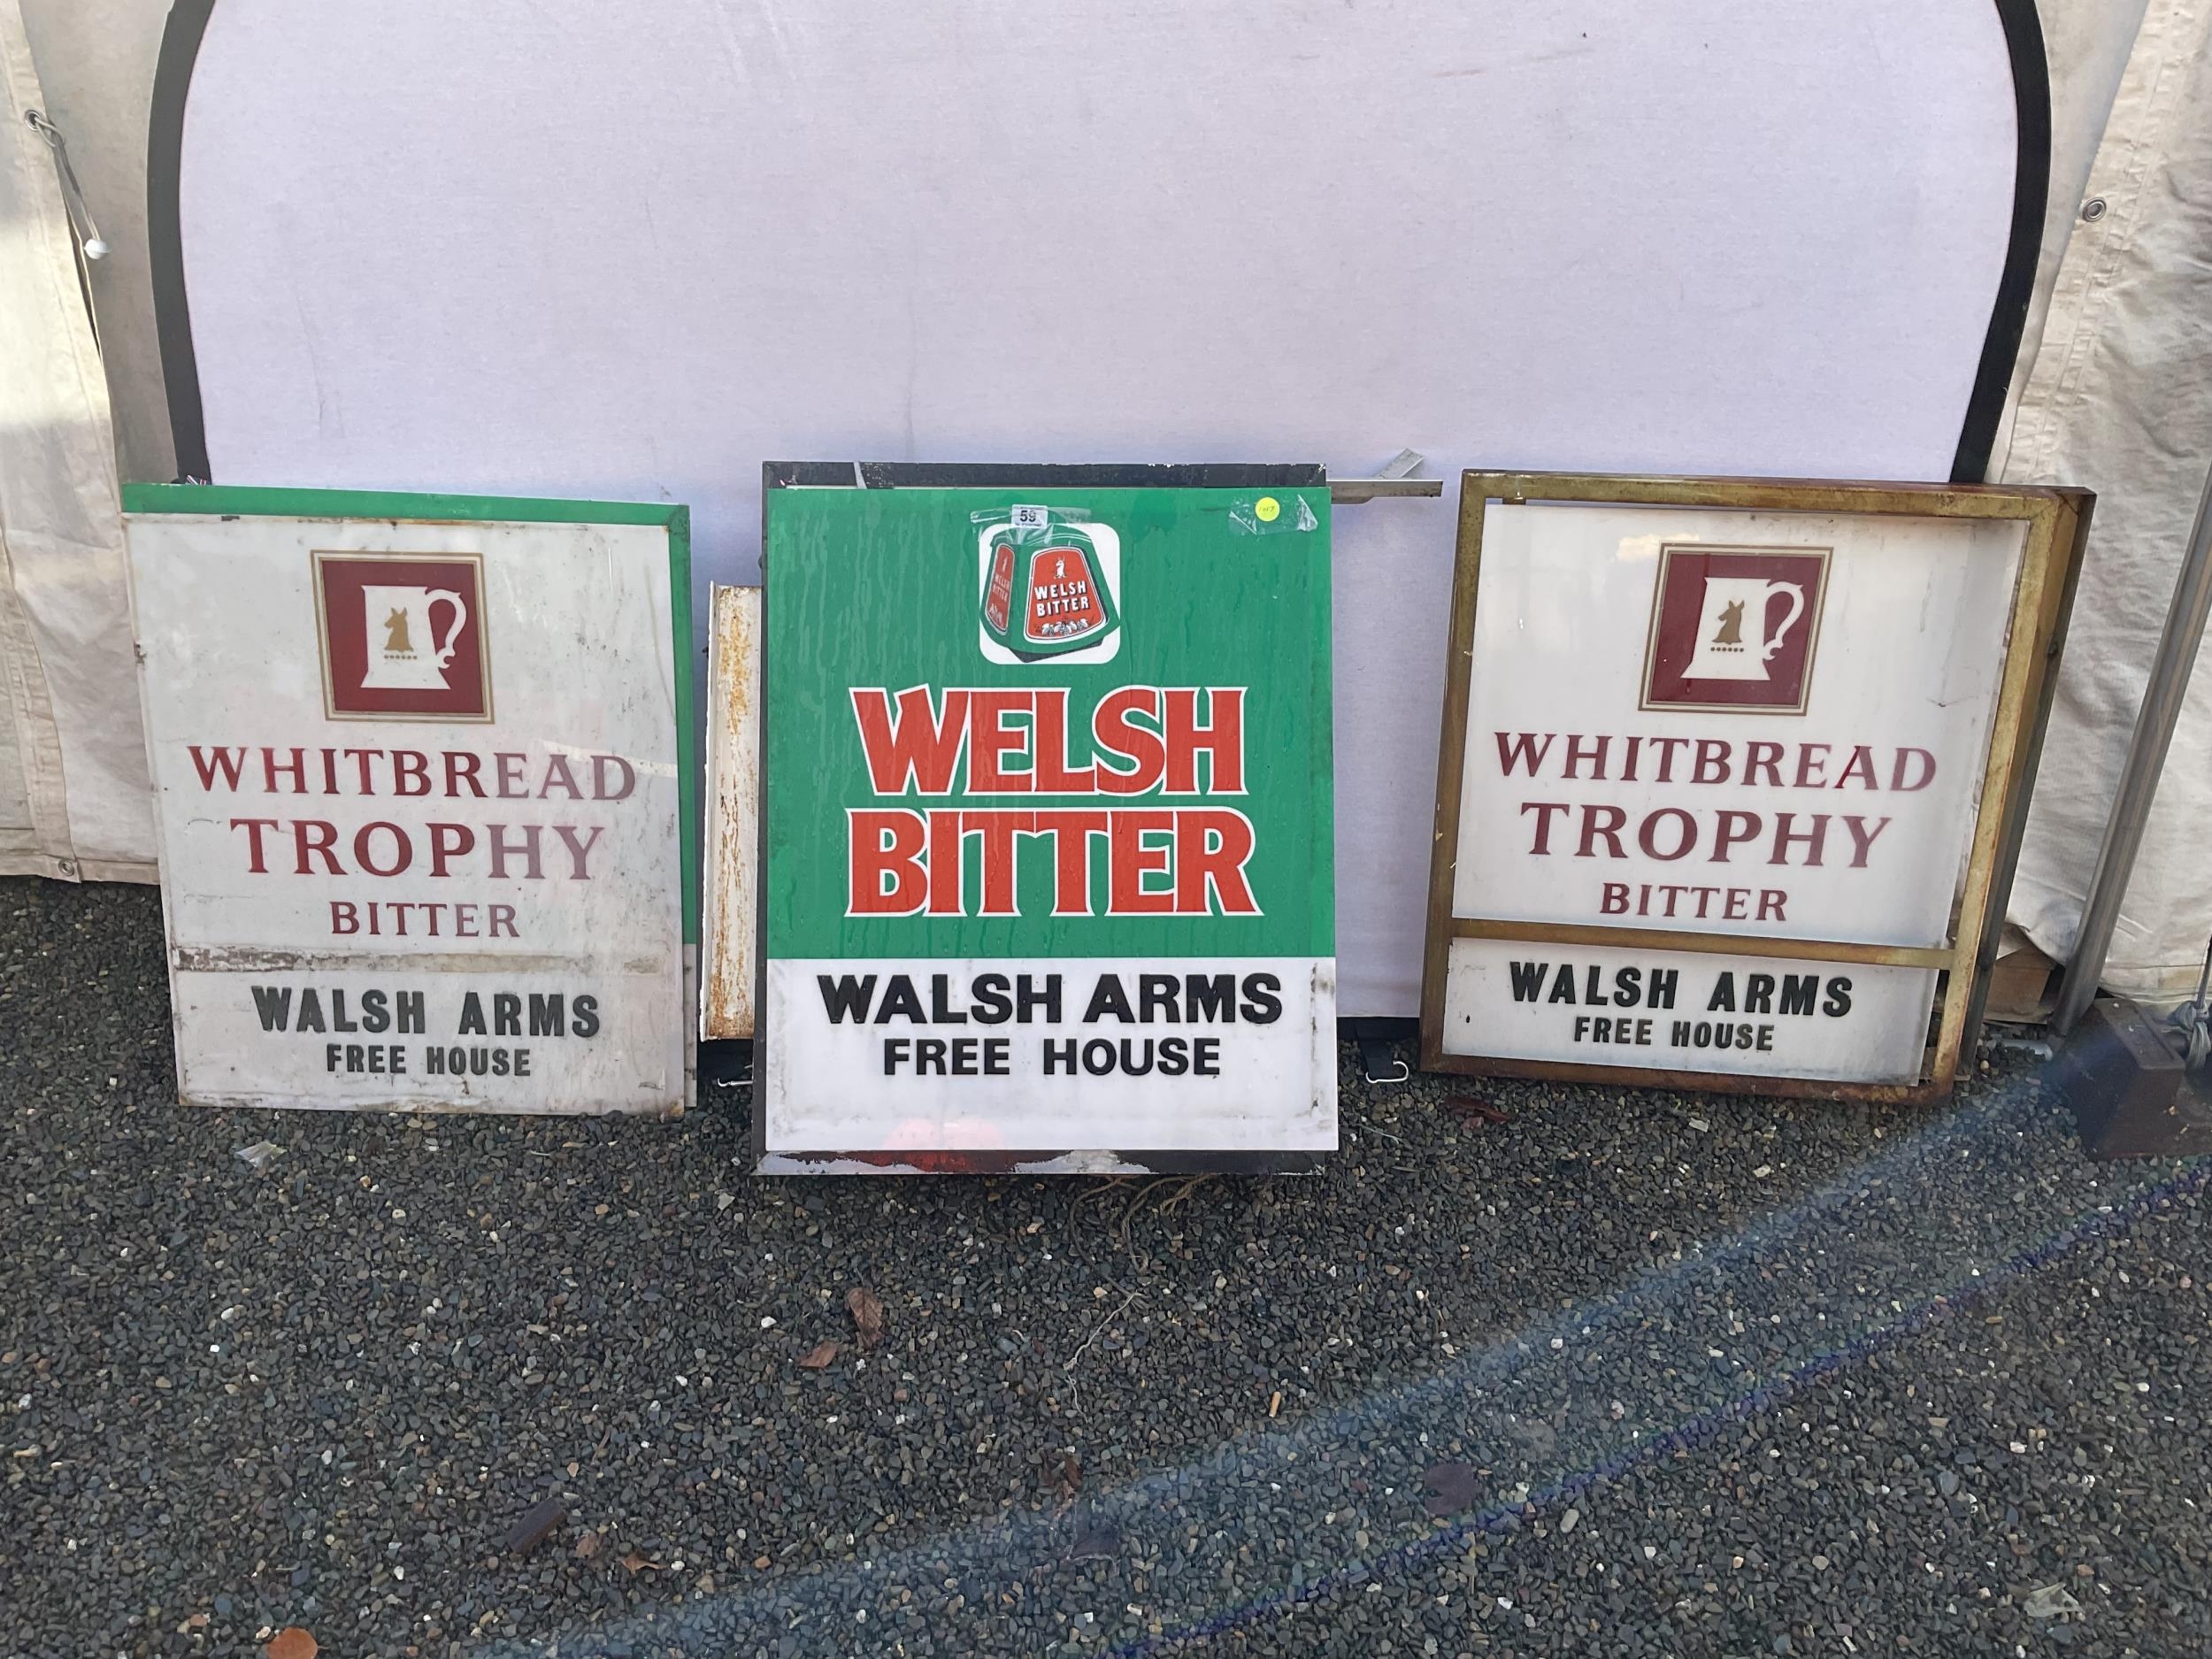 WHITBREAD
TROPHY
BITTER
WALSH ARMS
FREE HOUSE
59
WELSH
BITTER
WELSH
BITTER
WELSH
BITTER
WALSH ARMS
FREE HOUSE
WHITBREAD
TROPHY
BITTER
WALSH ARMS
FREE HOUSE